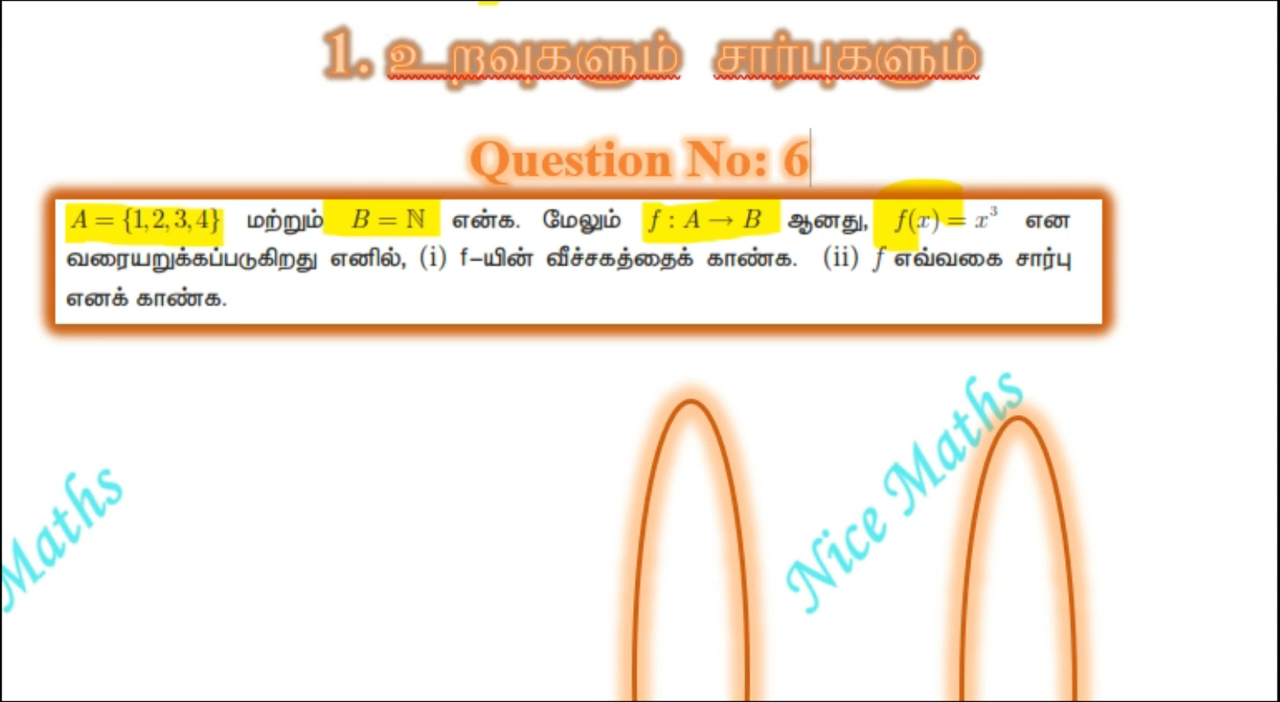 1. உறவுகளும் சார்புகளும்
Question No: 6
A = {1,2,3,4} மற்றும் B = ℕ என்க. மேலும் f : A → B ஆனது, f(x) = x³ என
வரையறுக்கப்படுகிறது எனில், (i) f–யின் வீச்சகத்தைக் காண்க. (ii) f எவ்வகை சார்பு
எனக் காண்க.
Maths
Nice Maths